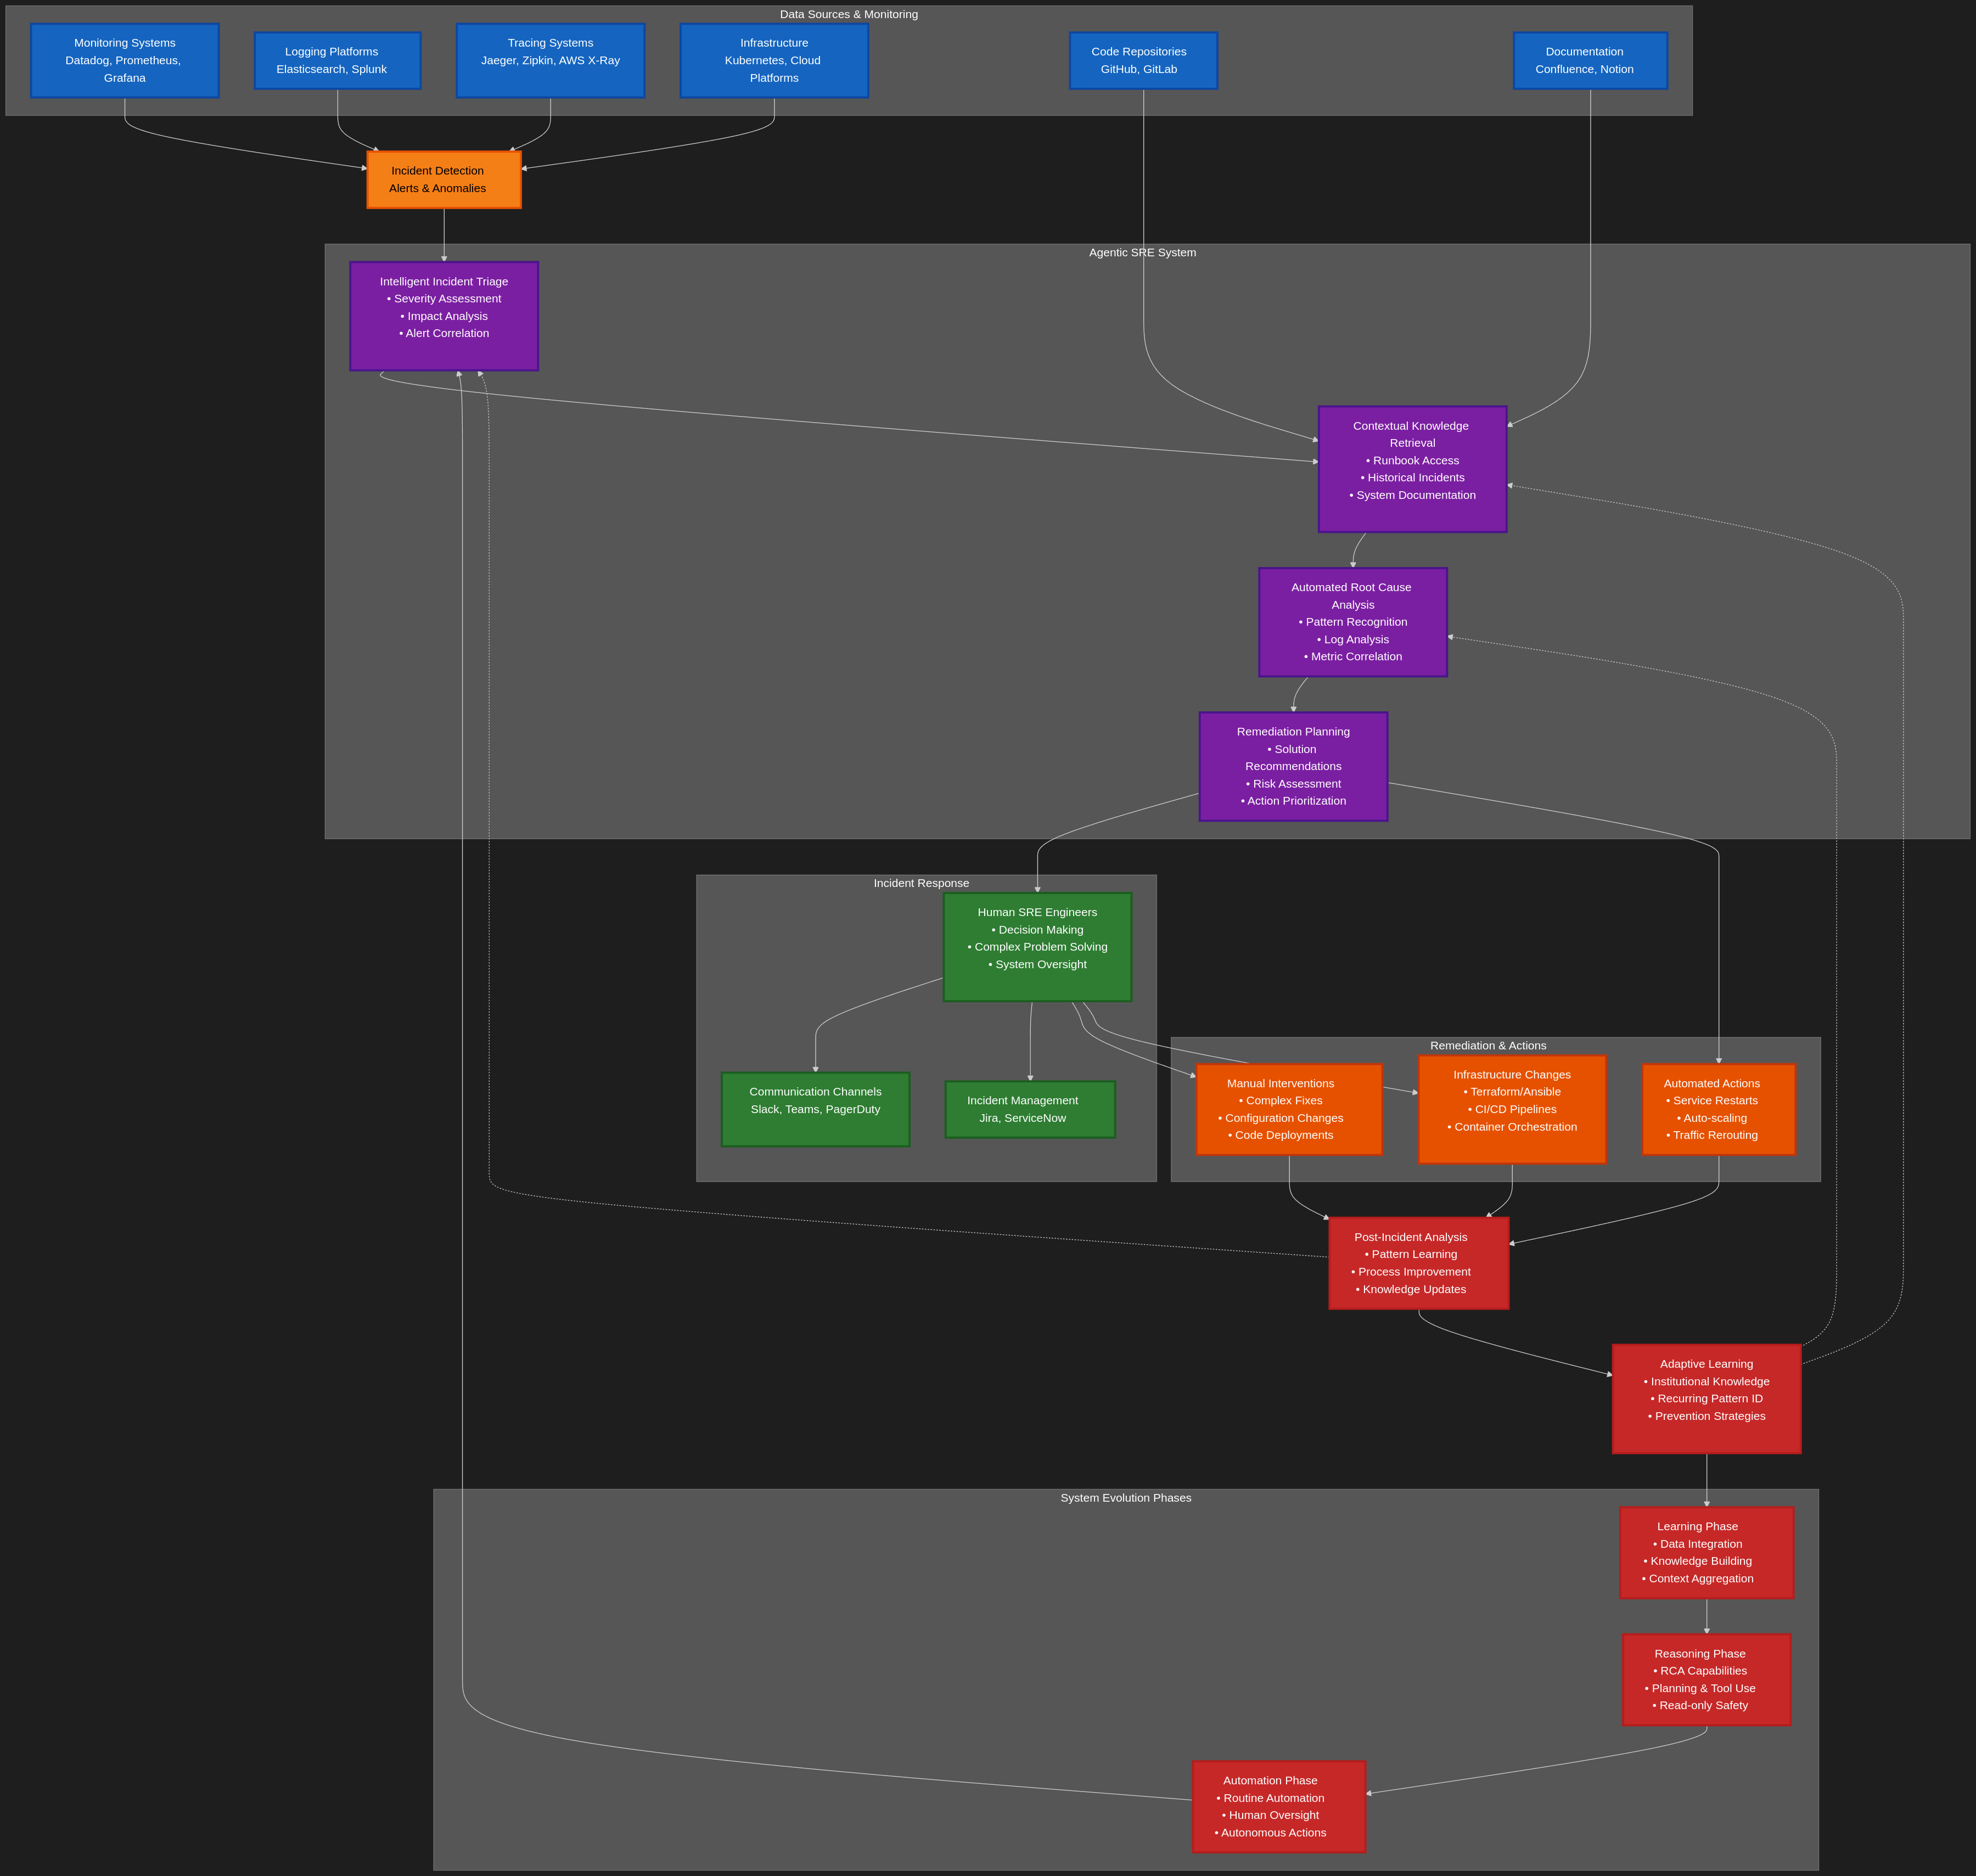 Data Sources & Monitoring
Monitoring Systems
Datadog, Prometheus,
Grafana
Logging Platforms
Elasticsearch, Splunk
Tracing Systems
Jaeger, Zipkin, AWS X-Ray
Infrastructure
Kubernetes, Cloud
Platforms
Code Repositories
GitHub, GitLab
Documentation
Confluence, Notion
Incident Detection
Alerts & Anomalies
Agentic SRE System
Intelligent Incident Triage
• Severity Assessment
• Impact Analysis
• Alert Correlation
Contextual Knowledge
Retrieval
• Runbook Access
• Historical Incidents
• System Documentation
Automated Root Cause
Analysis
• Pattern Recognition
• Log Analysis
• Metric Correlation
Remediation Planning
• Solution
Recommendations
• Risk Assessment
• Action Prioritization
Incident Response
Human SRE Engineers
• Decision Making
• Complex Problem Solving
• System Oversight
Communication Channels
Slack, Teams, PagerDuty
Incident Management
Jira, ServiceNow
Remediation & Actions
Manual Interventions
• Complex Fixes
• Configuration Changes
• Code Deployments
Infrastructure Changes
• Terraform/Ansible
• CI/CD Pipelines
• Container Orchestration
Automated Actions
• Service Restarts
• Auto-scaling
• Traffic Rerouting
Post-Incident Analysis
• Pattern Learning
• Process Improvement
• Knowledge Updates
Adaptive Learning
• Institutional Knowledge
• Recurring Pattern ID
• Prevention Strategies
System Evolution Phases
Learning Phase
• Data Integration
• Knowledge Building
• Context Aggregation
Reasoning Phase
• RCA Capabilities
• Planning & Tool Use
• Read-only Safety
Automation Phase
• Routine Automation
• Human Oversight
• Autonomous Actions